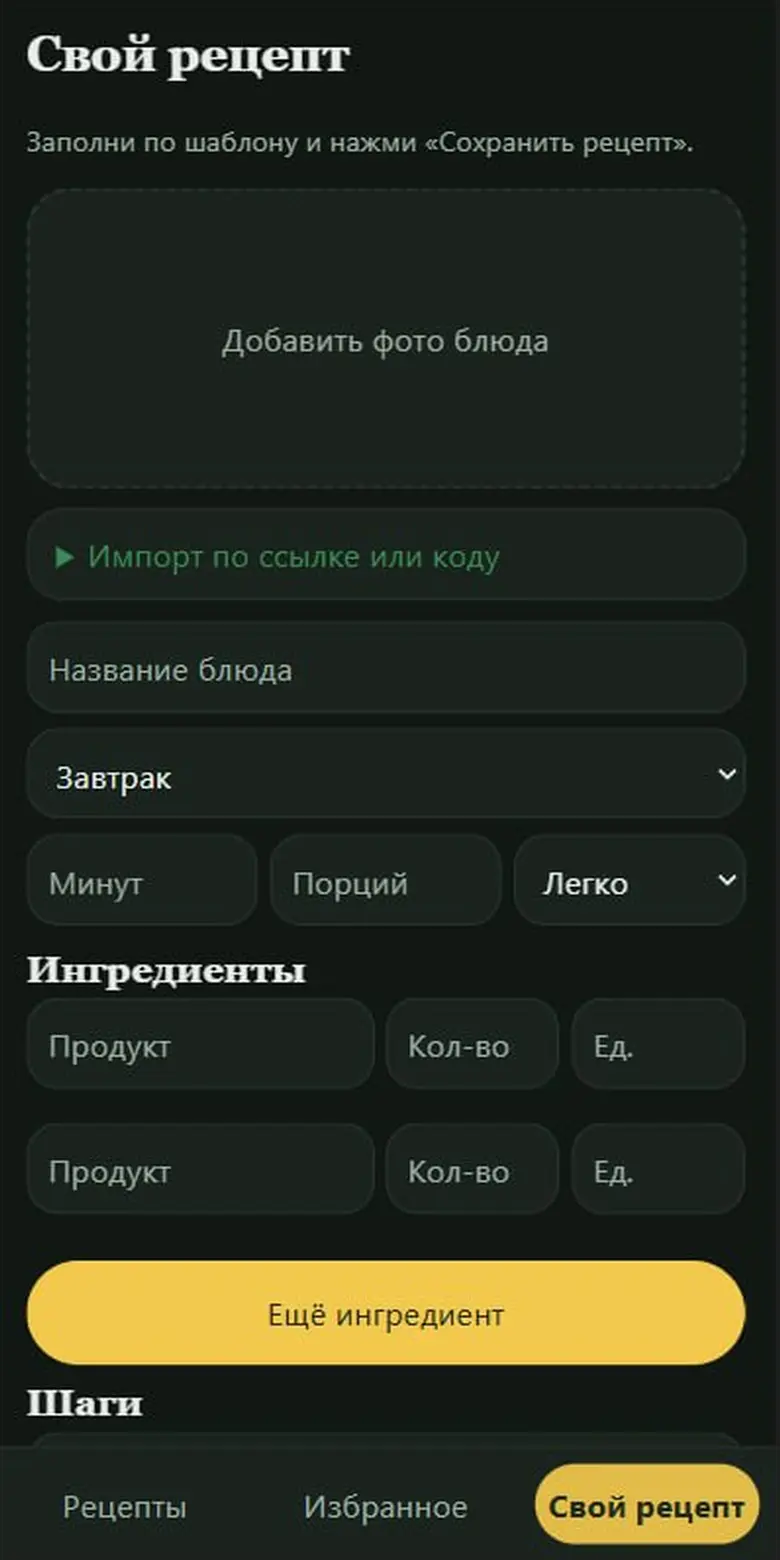 Свой рецепт
Заполни по шаблону и нажми «Сохранить рецепт».
Добавить фото блюда
▶ Импорт по ссылке или коду
Название блюда
Завтрак
Минут Порций Легко
Ингредиенты
Продукт Кол-во Ед.
Продукт Кол-во Ед.
Ещё ингредиент
Шаги
Рецепты Избранное Свой рецепт